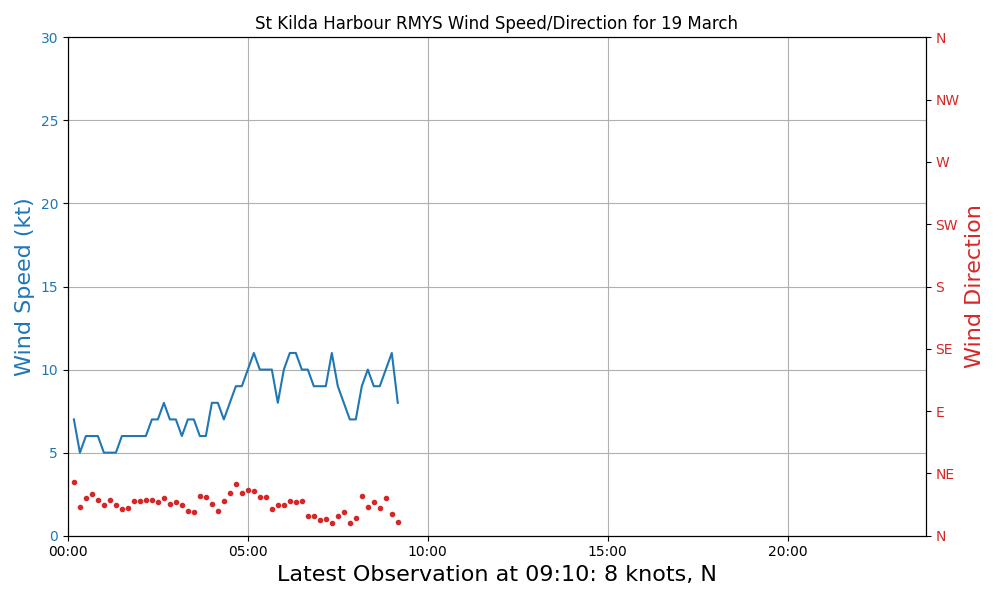 St Kilda Harbour RMYS Wind Speed/Direction for 19 March
Wind Speed (kt)
30
25
20
15
10
5
0
N
NW
W
SW
S
SE
E
NE
N
Wind Direction
00:00 05:00 10:00 15:00 20:00
Latest Observation at 09:10: 8 knots, N